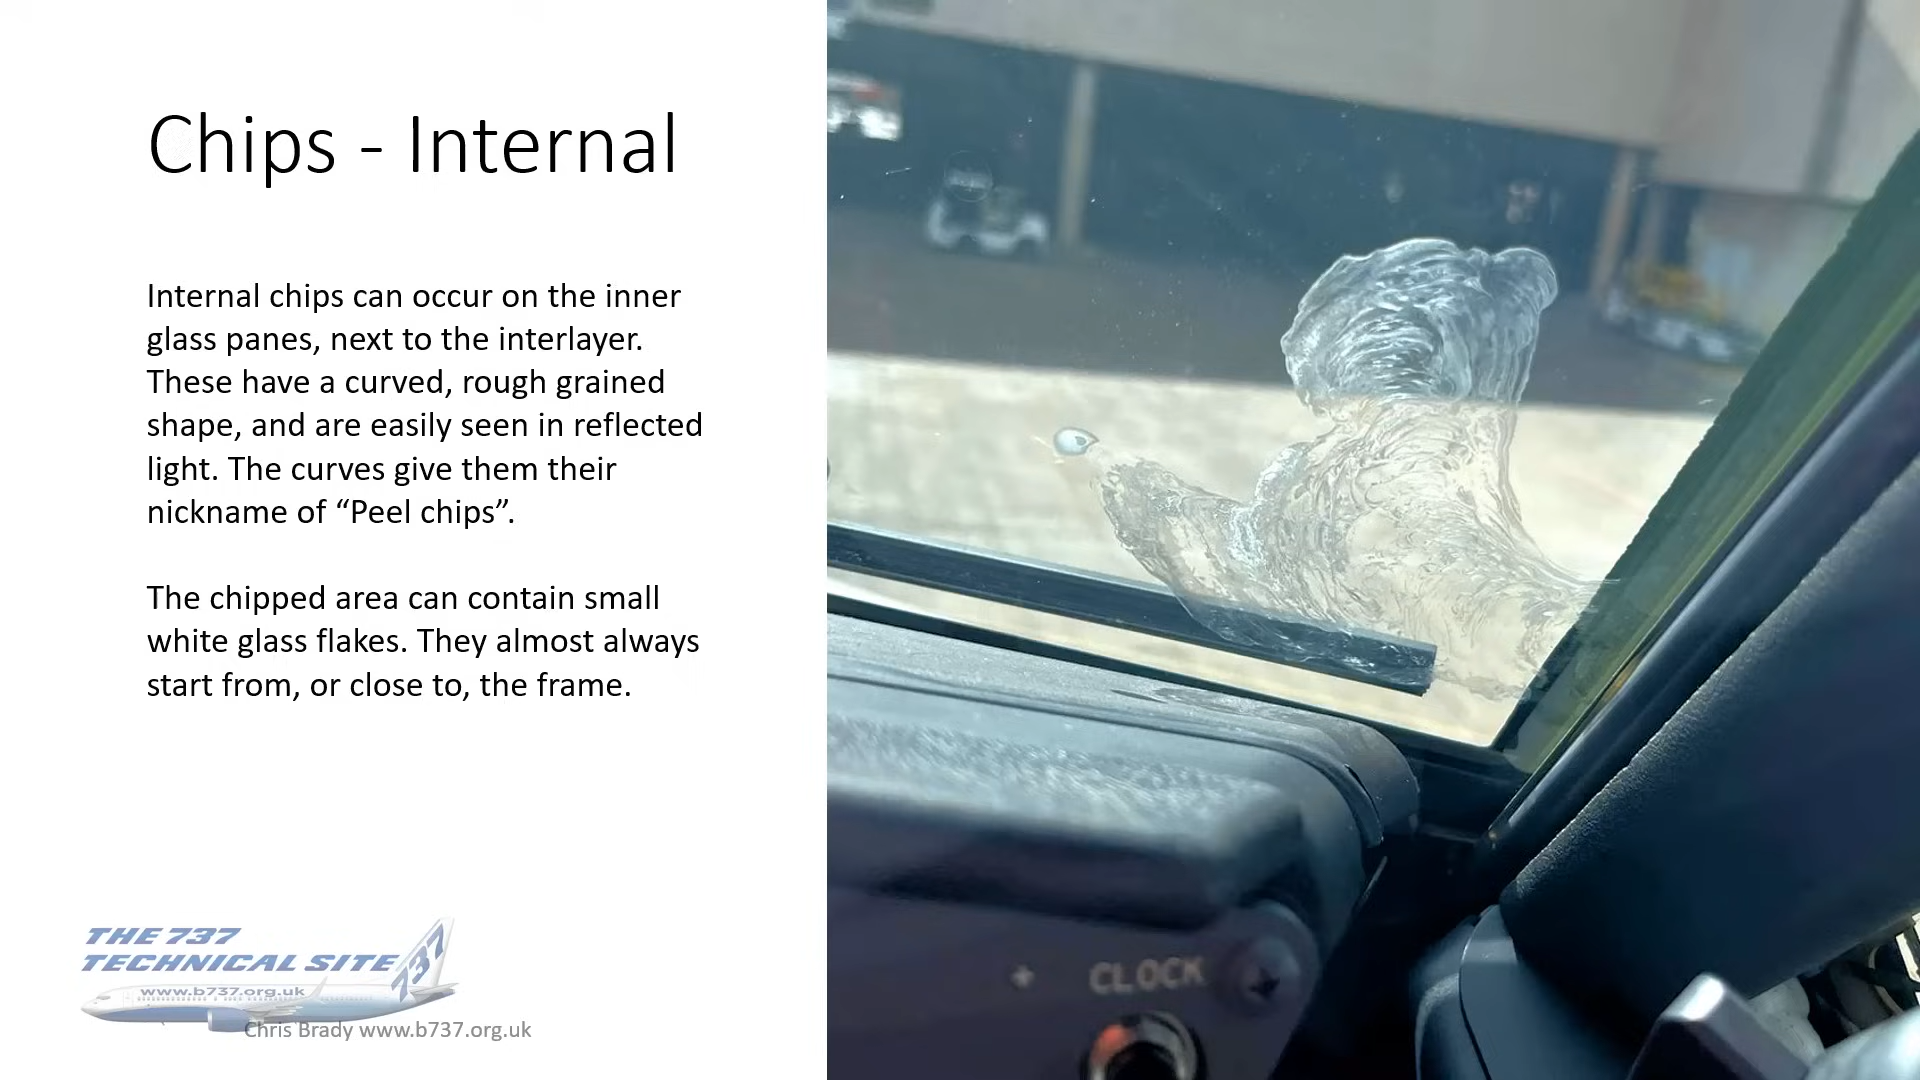 Chips - Internal
Internal chips can occur on the inner
glass panes, next to the interlayer.
These have a curved, rough grained
shape, and are easily seen in reflected
light. The curves give them their
nickname of “Peel chips”.
The chipped area can contain small
white glass flakes. They almost always
start from, or close to, the frame.
THE 737
TECHNICAL SITE
737
www.b737.org.uk
Chris Brady www.b737.org.uk
+ CLOCK